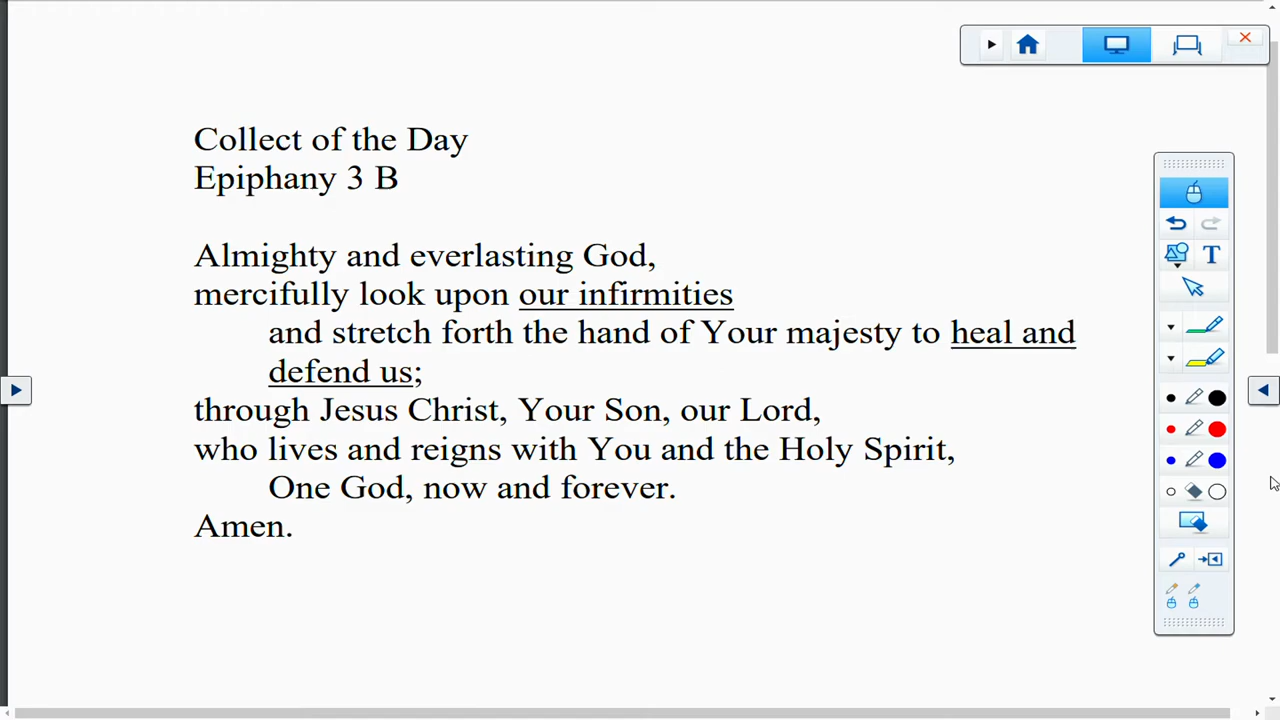 Collect of the Day
Epiphany 3 B
Almighty and everlasting God,
mercifully look upon our infirmities
and stretch forth the hand of Your majesty to heal and
defend us;
through Jesus Christ, Your Son, our Lord,
who lives and reigns with You and the Holy Spirit,
One God, now and forever.
Amen.
T